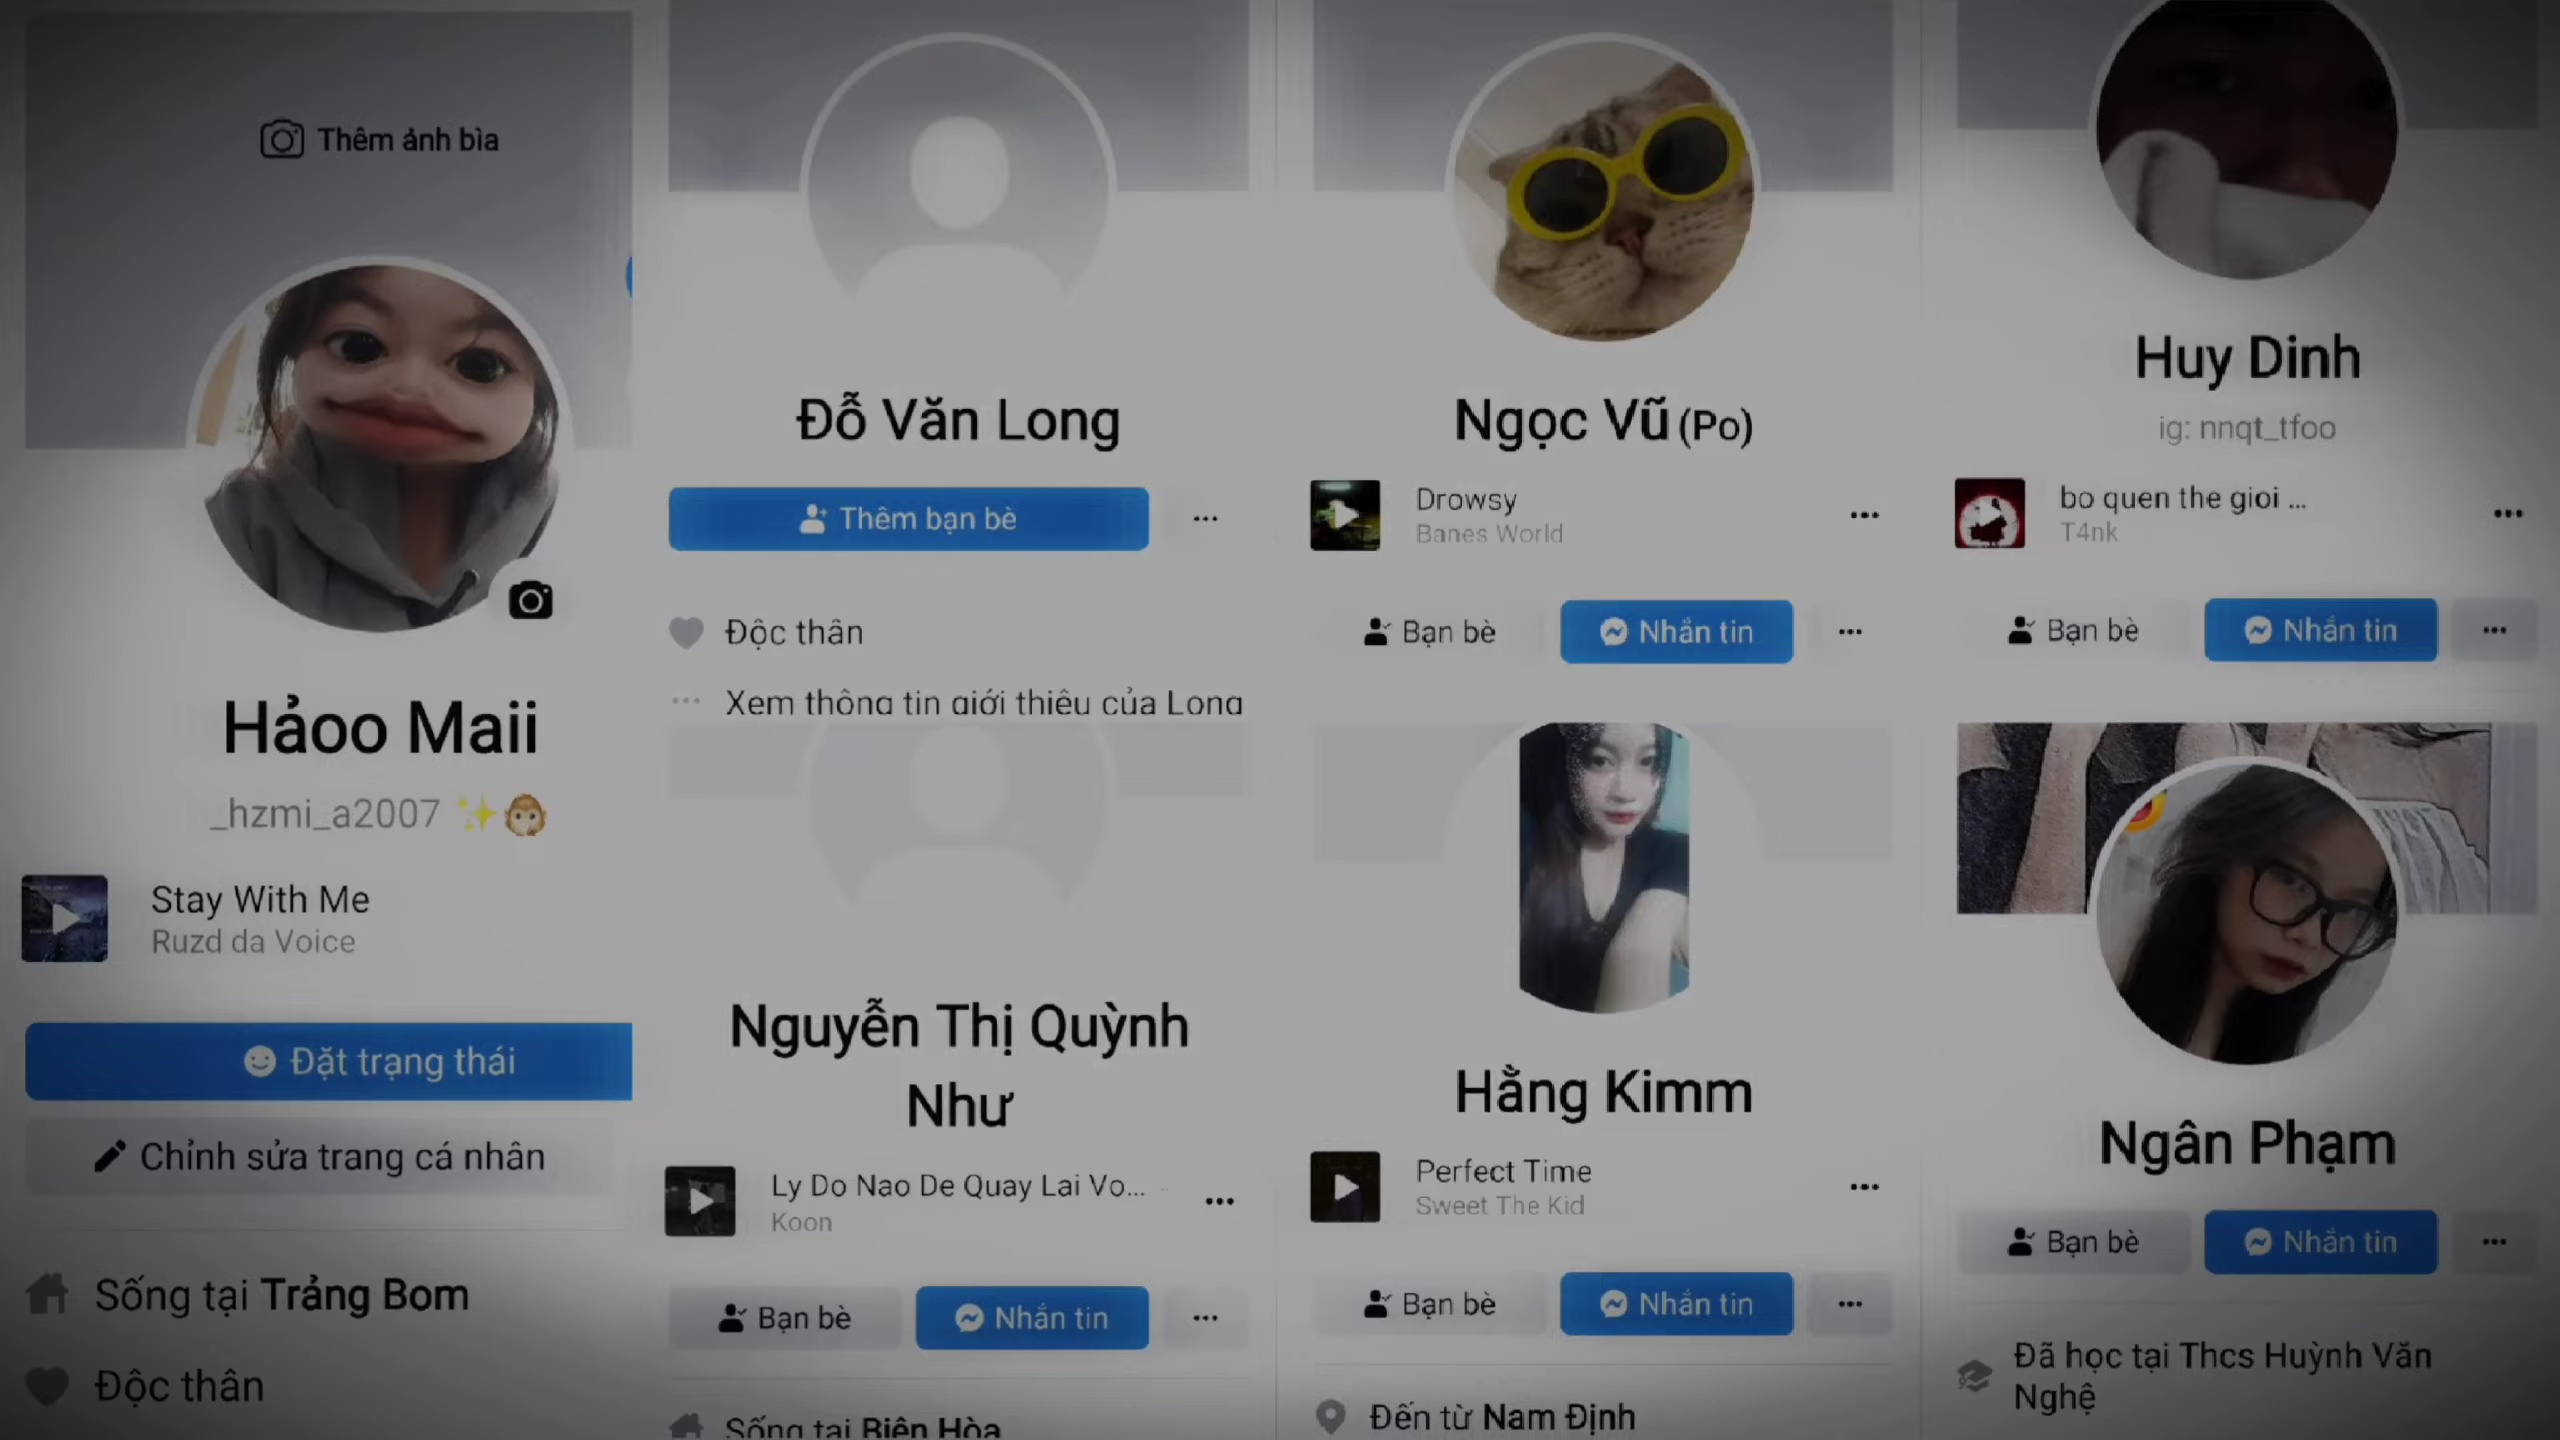 Thêm ảnh bìa
Hảoo Maii
_hzmi_a2007 ✨🐵
Stay With Me
Ruzd da Voice
Đặt trạng thái
Chỉnh sửa trang cá nhân
Sống tại Trảng Bom
Độc thân
Đỗ Văn Long
Thêm bạn bè
Độc thân
Xem thông tin giới thiệu của Long
Nguyễn Thị Quỳnh
Như
Ly Do Nao De Quay Lai Vo...
Koon
Bạn bè
Nhắn tin
Sống tại Biên Hòa
Ngọc Vũ (Po)
Drowsy
Banes World
Bạn bè
Nhắn tin
Hằng Kimm
Perfect Time
Sweet The Kid
Bạn bè
Nhắn tin
Đến từ Nam Định
Huy Dinh
ig: nnqt_tfoo
bo quen the gioi ...
T4nk
Bạn bè
Nhắn tin
Ngân Phạm
Bạn bè
Nhắn tin
Đã học tại Thcs Huỳnh Văn
Nghệ